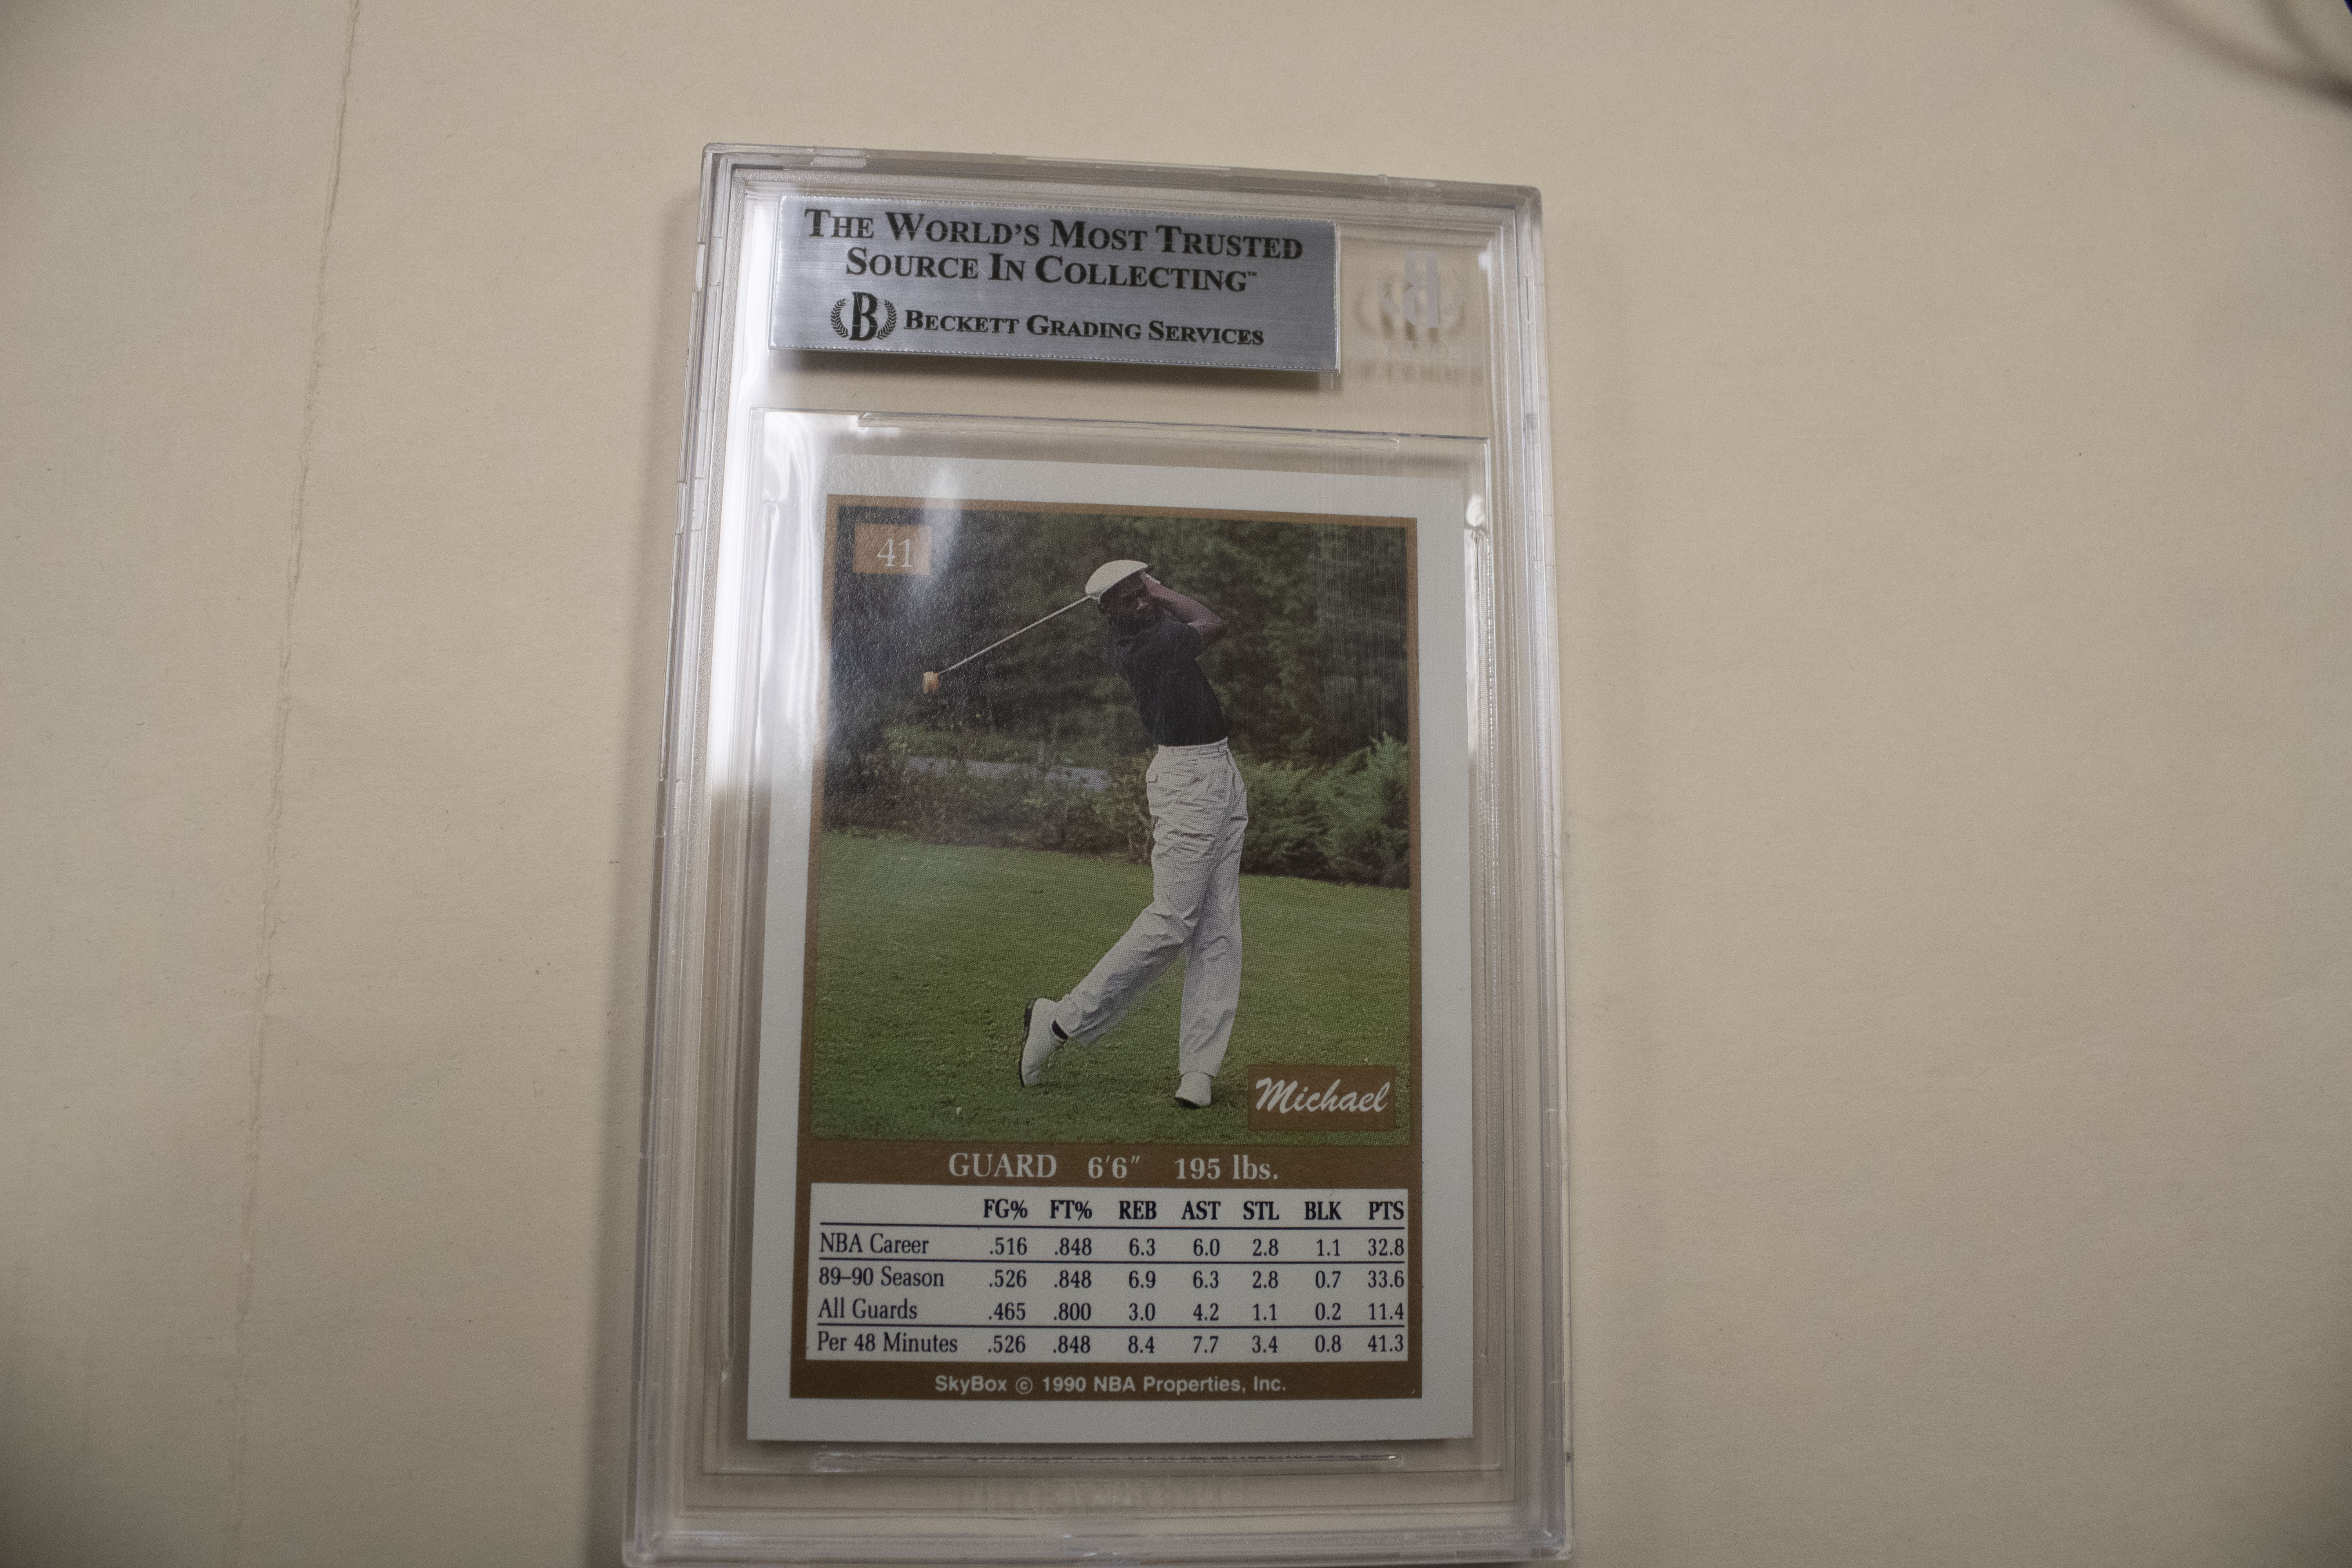 THE WORLD'S MOST TRUSTED
SOURCE IN COLLECTING™
B BECKETT GRADING SERVICES
41
Michael
GUARD 6'6" 195 lbs.
FG% FT% REB AST STL BLK PTS
NBA Career .516 .848 6.3 6.0 2.8 1.1 32.8
89–90 Season .526 .848 6.9 6.3 2.8 0.7 33.6
All Guards .465 .800 3.0 4.2 1.1 0.2 11.4
Per 48 Minutes .526 .848 8.4 7.7 3.4 0.8 41.3
SkyBox © 1990 NBA Properties, Inc.